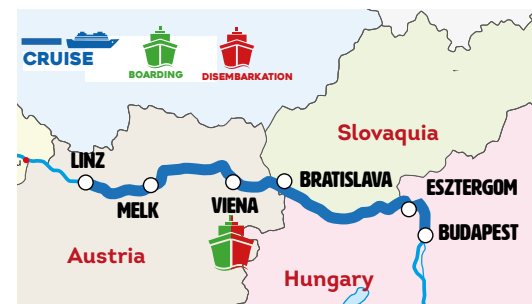 CRUISE
BOARDING
DISEMBARKATION
Slovaquia
LINZ
BRATISLAVA
ESZTERGOM
MELK
VIENA
BUDAPEST
Austria
Hungary